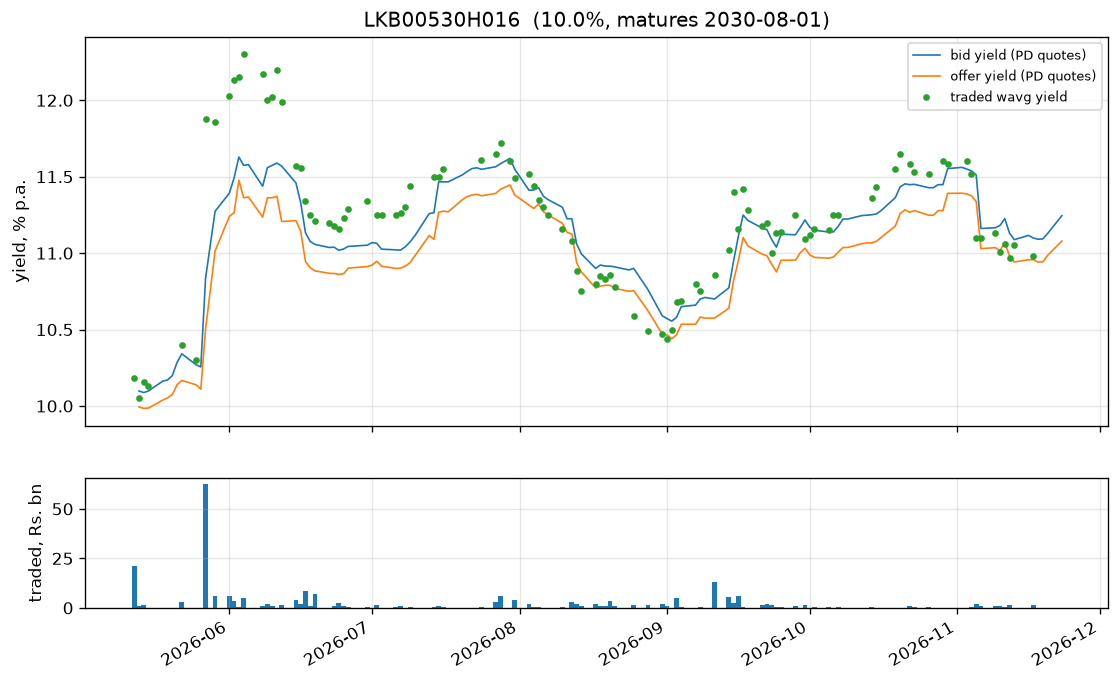 LKB00530H016  (10.0%, matures 2030-08-01)
bid yield (PD quotes)
offer yield (PD quotes)
traded wavg yield
yield, % p.a.
12.0
11.5
11.0
10.5
10.0
traded, Rs. bn
50
25
0
2026-06
2026-07
2026-08
2026-09
2026-10
2026-11
2026-12